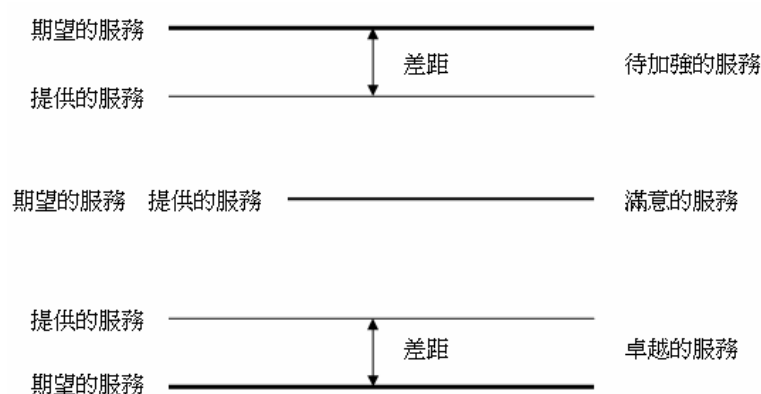 期望的服務
差距 待加強的服務
提供的服務
期望的服務 提供的服務 滿意的服務
提供的服務
差距 卓越的服務
期望的服務